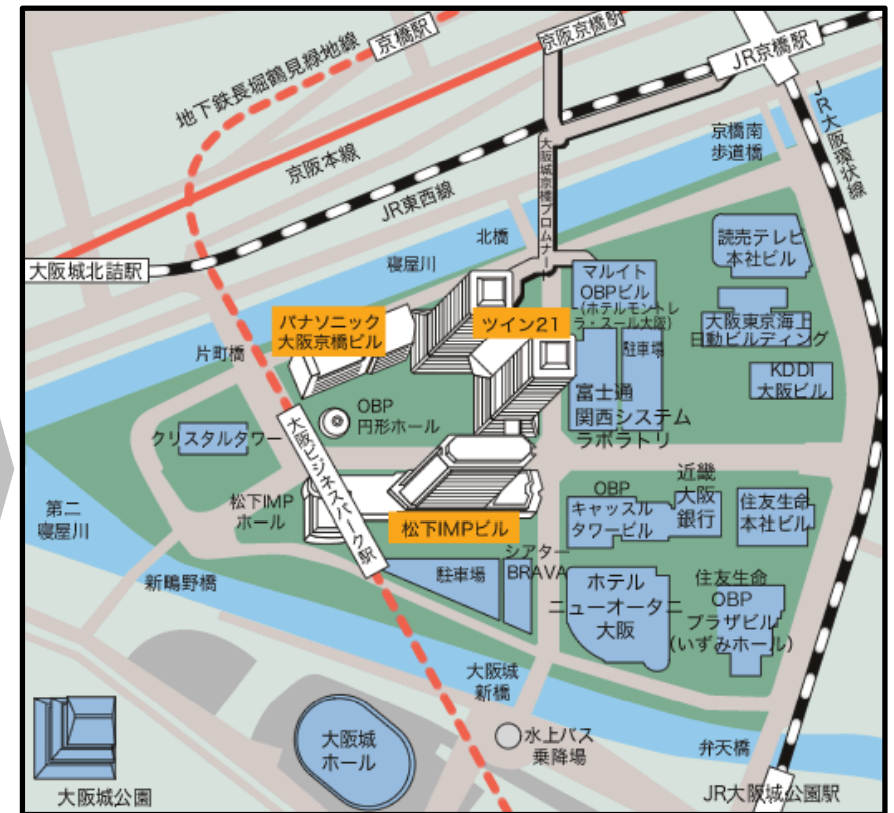 京橋駅
京阪京橋駅
JR京橋駅
地下鉄長堀鶴見緑地線
京阪本線
JR東西線
JR大阪環状線
京橋南
歩道橋
大阪城京橋プロムナード
北橋
寝屋川
大阪城北詰駅
片町橋
パナソニック
大阪京橋ビル
ツイン21
マルイト
OBPビル
(ホテルモントレ
ラ・スール大阪)
駐車場
読売テレビ
本社ビル
大阪東京海上
日動ビルディング
KDDI
大阪ビル
富士通
関西システム
ラボラトリ
OBP
円形ホール
クリスタルタワー
大阪ビジネスパーク駅
松下IMP
ホール
松下IMPビル
第二
寝屋川
新鴫野橋
OBP
キャッスル
タワービル
近畿
大阪
銀行
住友生命
本社ビル
シアター
BRAVA
駐車場
ホテル
ニューオータニ
大阪
住友生命
OBP
プラザビル
(いずみホール)
大阪城
新橋
水上バス
乗降場
弁天橋
大阪城
ホール
大阪城公園
JR大阪城公園駅